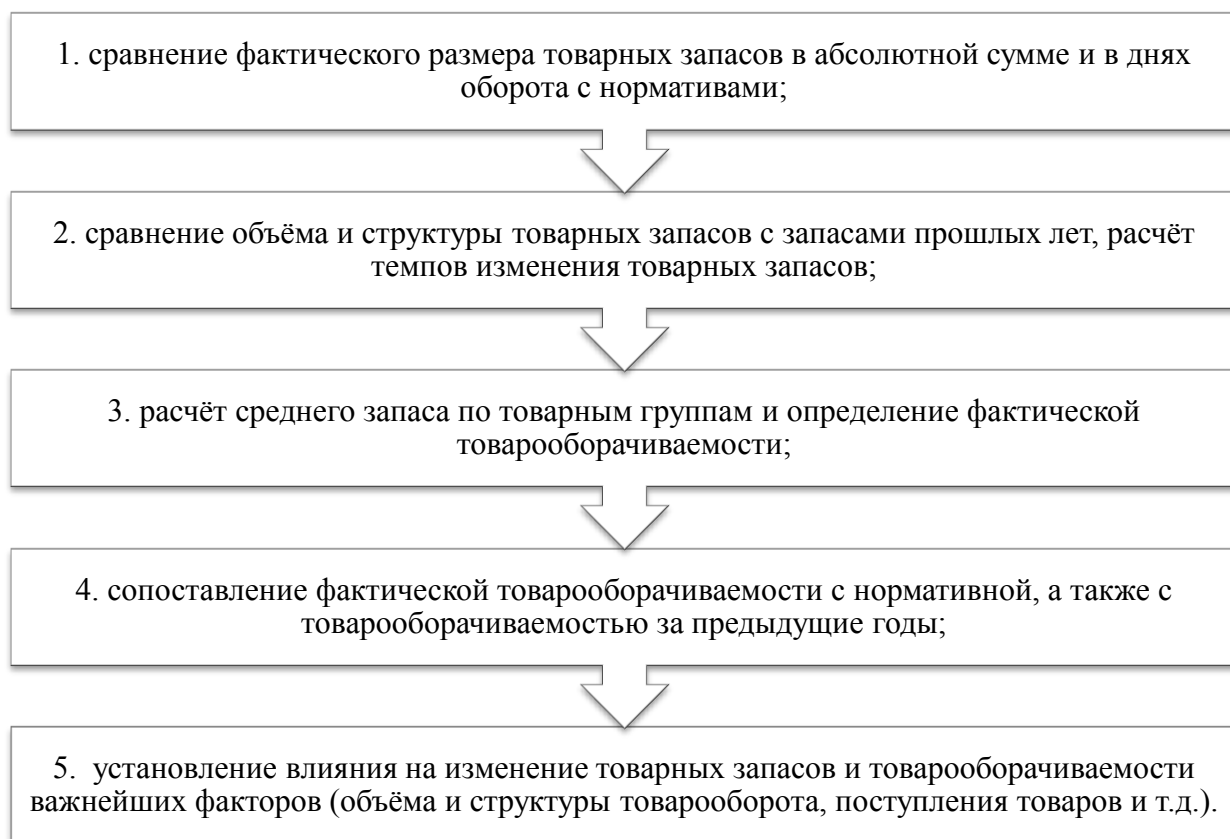 1. сравнение фактического размера товарных запасов в абсолютной сумме и в днях
оборота с нормативами;
2. сравнение объёма и структуры товарных запасов с запасами прошлых лет, расчёт
темпов изменения товарных запасов;
3. расчёт среднего запаса по товарным группам и определение фактической
товарооборачиваемости;
4. сопоставление фактической товарооборачиваемости с нормативной, а также с
товарооборачиваемостью за предыдущие годы;
5. установление влияния на изменение товарных запасов и товарооборачиваемости
важнейших факторов (объёма и структуры товарооборота, поступления товаров и т.д.).